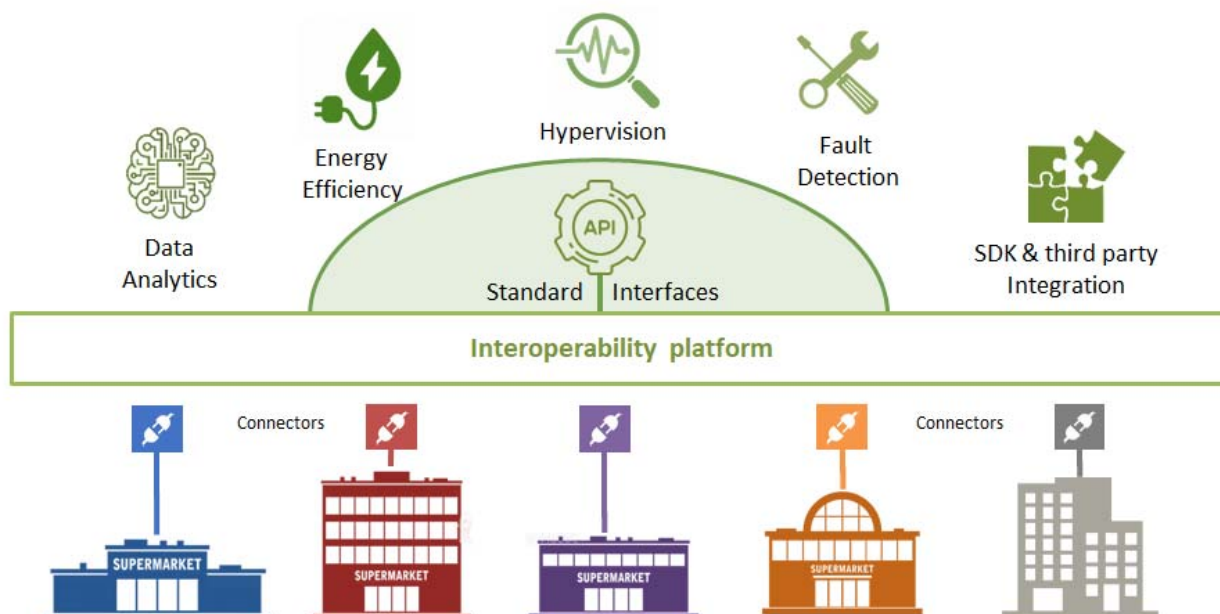 Hypervision
Energy
Efficiency
Fault
Detection
Data
Analytics
SDK & third party
Integration
API
Standard Interfaces
Interoperability platform
Connectors
Connectors
SUPERMARKET
SUPERMARKET
SUPERMARKET
SUPERMARKET